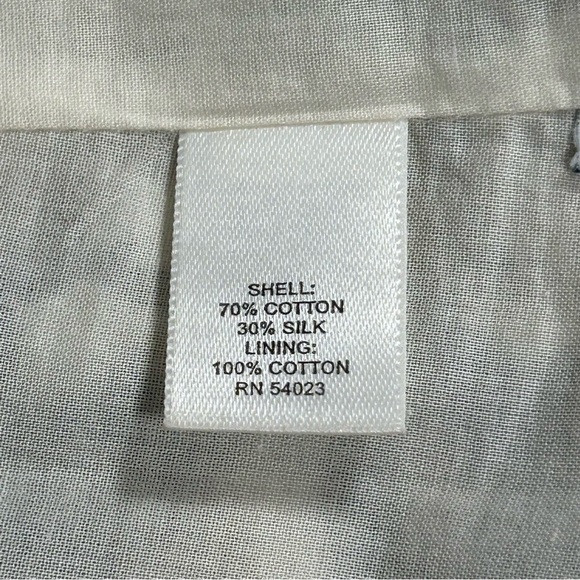 SHELL:
70% COTTON
30% SILK
LINING:
100% COTTON
RN 54023